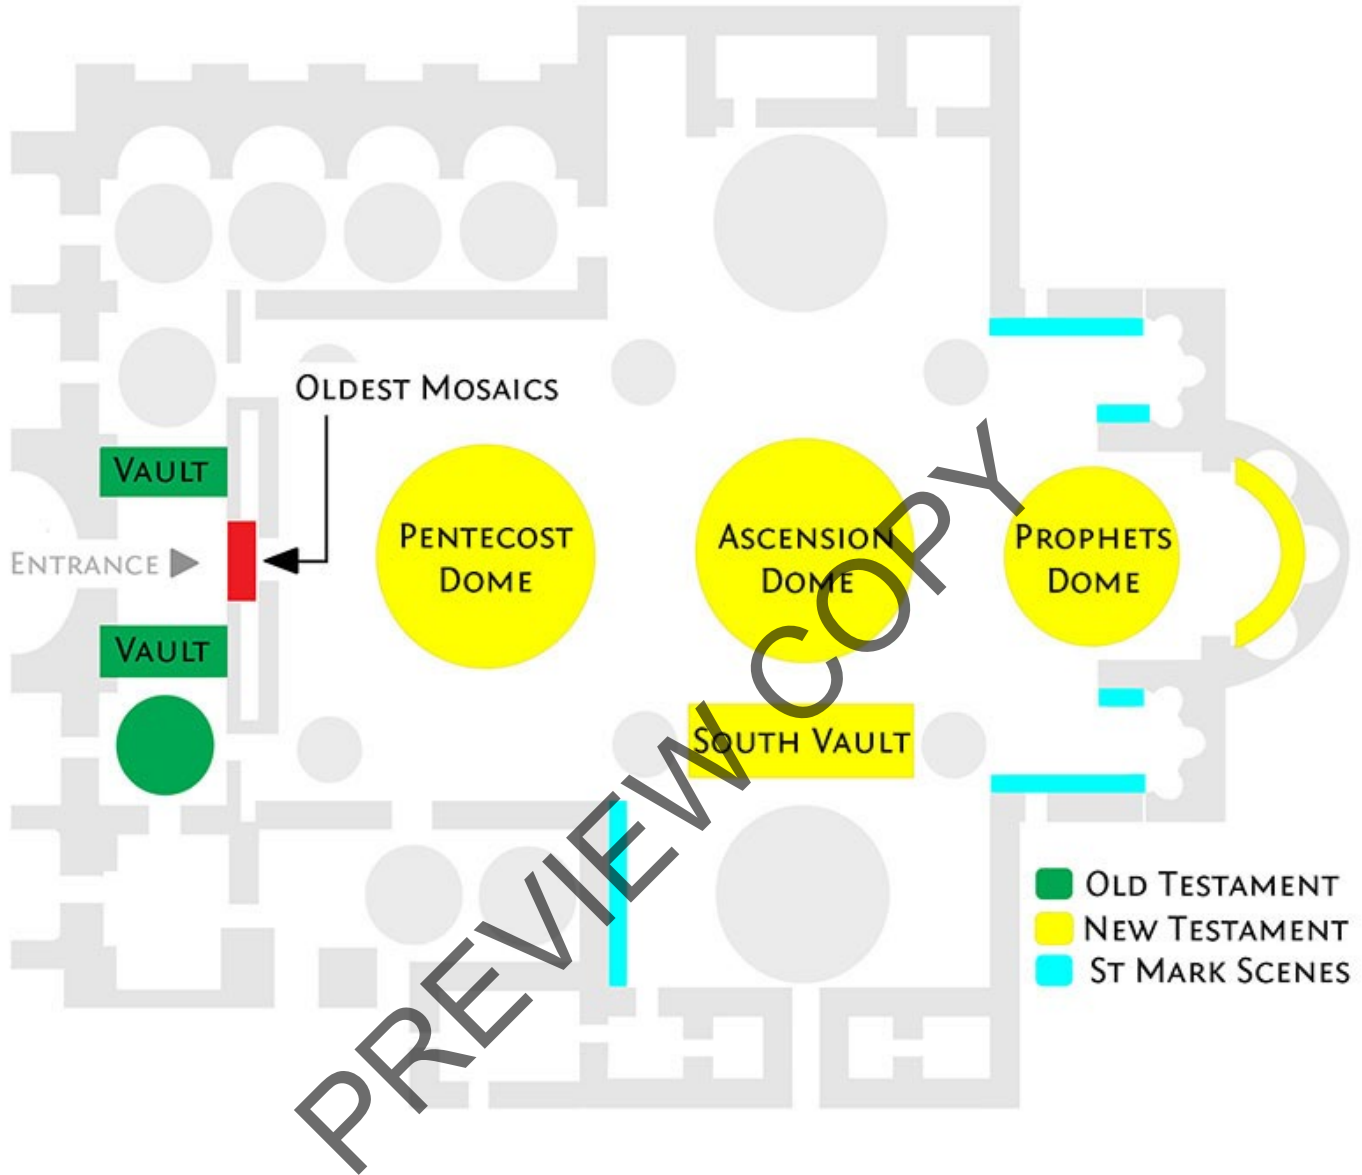 OLDEST MOSAICS
VAULT
PENTECOST
DOME
ASCENSION
DOME
PROPHETS
DOME
ENTRANCE
VAULT
SOUTH VAULT
OLD TESTAMENT
NEW TESTAMENT
ST MARK SCENES
PREVIEW COPY